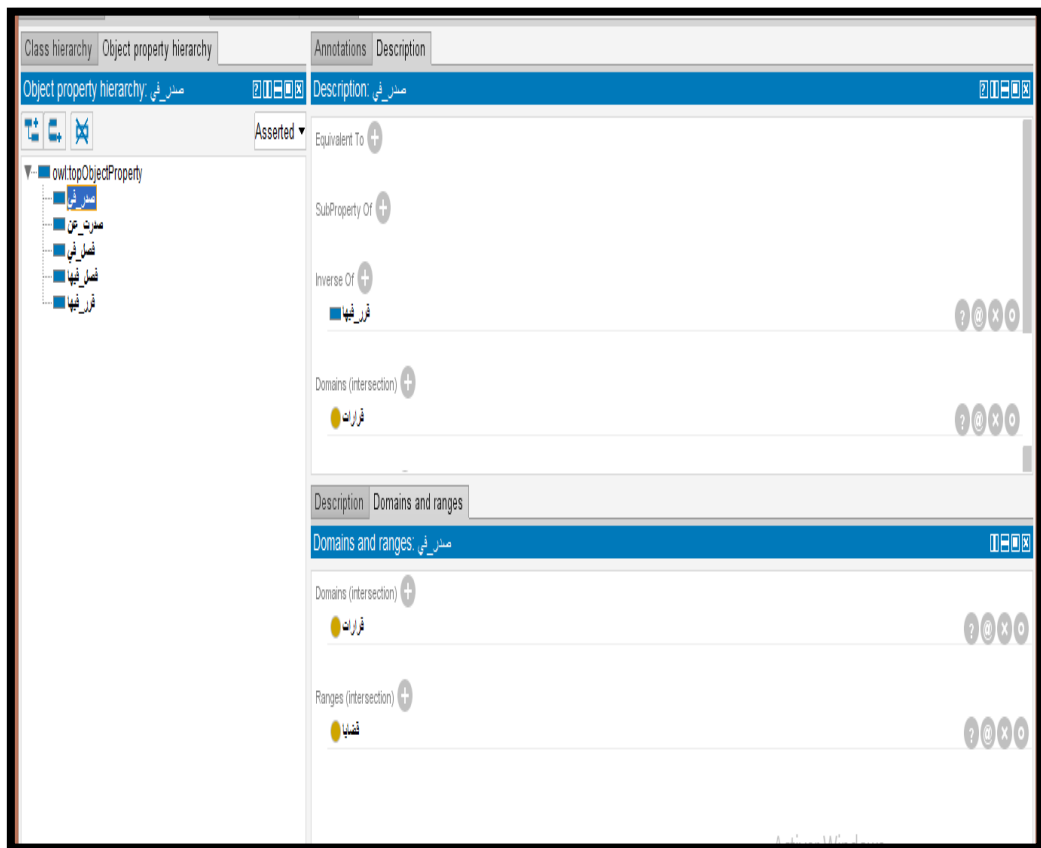 Class hierarchy Object property hierarchy
Object property hierarchy: صدر_في
Asserted
owl:topObjectProperty
صدر_في
صدرت_عن
فصل_في
فصل_فيها
قرر_فيها
Annotations Description
Description: صدر_في
Equivalent To
SubProperty Of
Inverse Of
قرر_فيها
Domains (intersection)
قرارات
Description Domains and ranges
Domains and ranges: صدر_في
Domains (intersection)
قرارات
Ranges (intersection)
قضايا